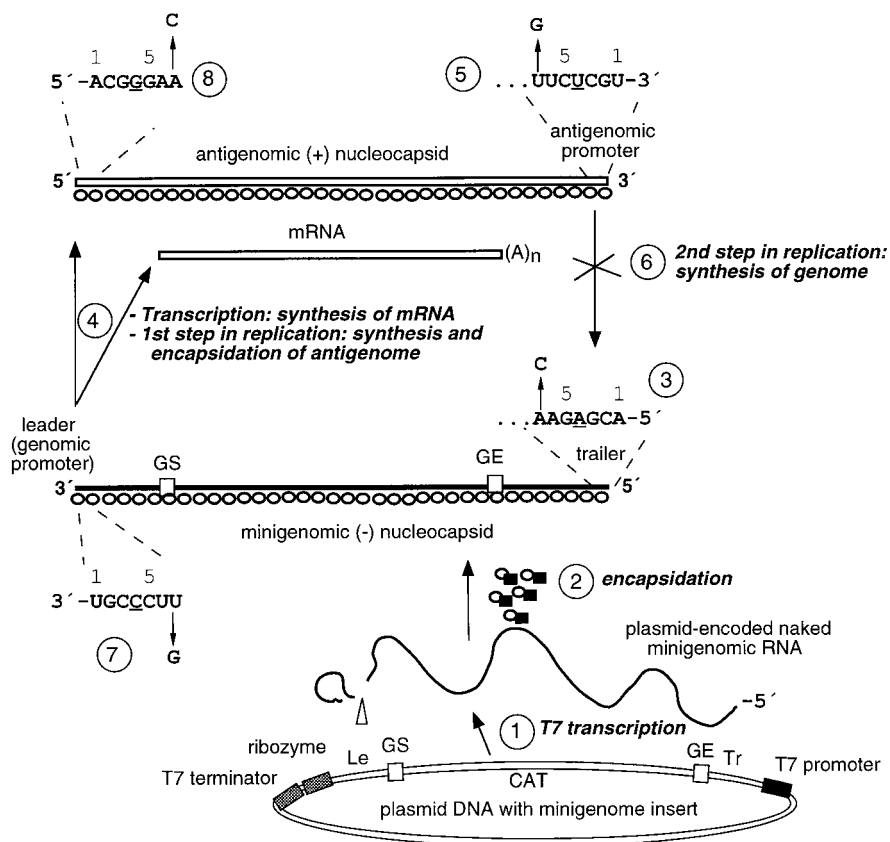 C
1 5
5´-ACGGGAA
8
G
5 1
5
...UUCUCGU-3´
antigenomic
promoter
antigenomic (+) nucleocapsid
5´
3´
mRNA
(A)n
6
2nd step in replication:
synthesis of genome
4
- Transcription: synthesis of mRNA
- 1st step in replication: synthesis and
encapsidation of antigenome
C
5 1
3
...AAGAGCA-5´
trailer
leader
(genomic
promoter)
GS
GE
3´
5´
minigenomic (-) nucleocapsid
1 5
3´-UGCCCUU
7
G
2
encapsidation
plasmid-encoded naked
minigenomic RNA
-5´
1
T7 transcription
ribozyme
T7 terminator
Le
GS
CAT
GE
Tr
T7 promoter
plasmid DNA with minigenome insert